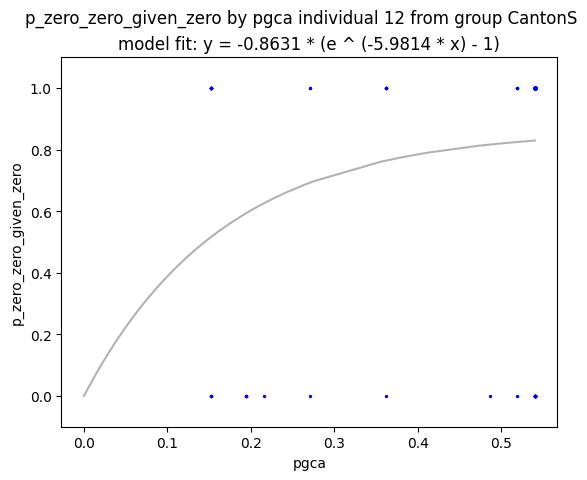 p_zero_zero_given_zero by pgca individual 12 from group CantonS
model fit: y = -0.8631 * (e ^ (-5.9814 * x) - 1)
1.0
0.8
0.6
0.4
0.2
0.0
p_zero_zero_given_zero
0.0 0.1 0.2 0.3 0.4 0.5
pgca